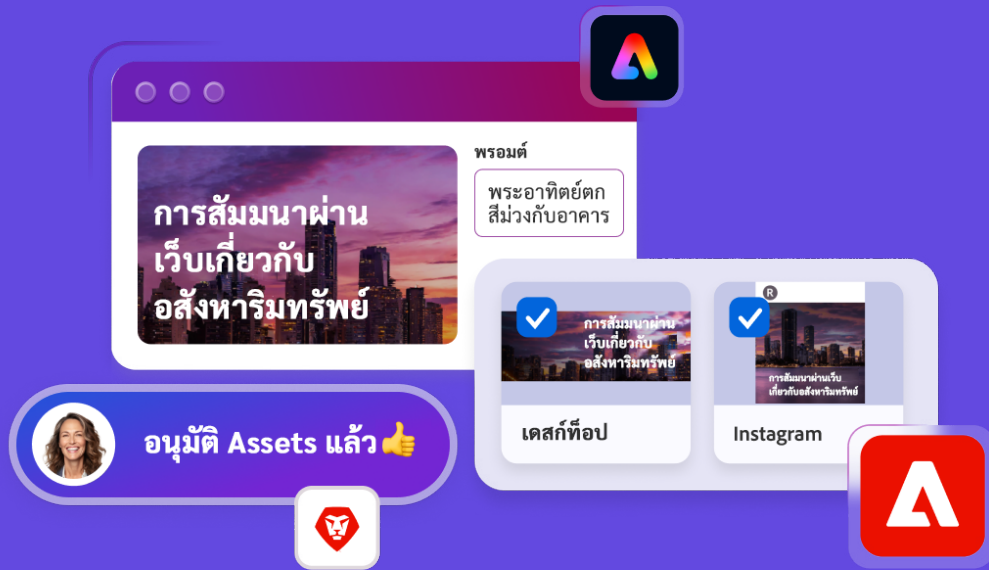 การสัมมนาผ่าน
เว็บเกี่ยวกับ
อสังหาริมทรัพย์
พรอมต์
พระอาทิตย์ตก
สีม่วงกับอาคาร
การสัมมนาผ่าน
เว็บเกี่ยวกับ
อสังหาริมทรัพย์
เดสก์ท็อป
R
การสัมมนาผ่านเว็บ
เกี่ยวกับอสังหาริมทรัพย์
Instagram
อนุมัติ Assets แล้ว👍